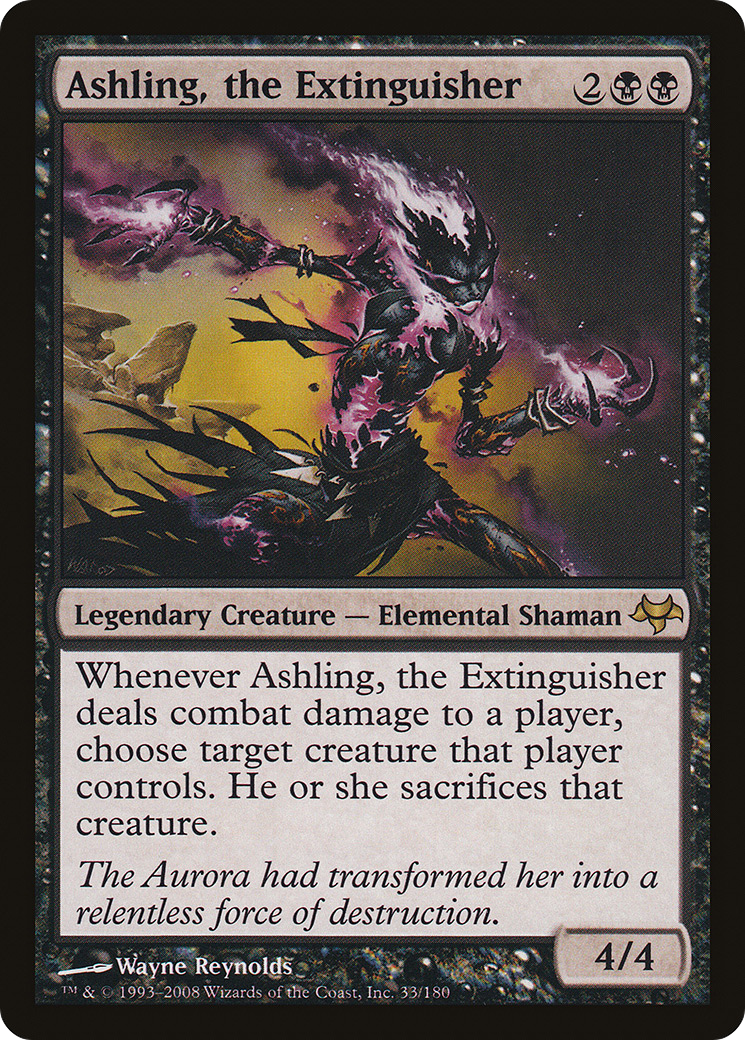 Ashling, the Extinguisher 2
Legendary Creature — Elemental Shaman
Whenever Ashling, the Extinguisher
deals combat damage to a player,
choose target creature that player
controls. He or she sacrifices that
creature.
The Aurora had transformed her into a
relentless force of destruction.
4/4
Wayne Reynolds
™ & © 1993–2008 Wizards of the Coast, Inc. 33/180